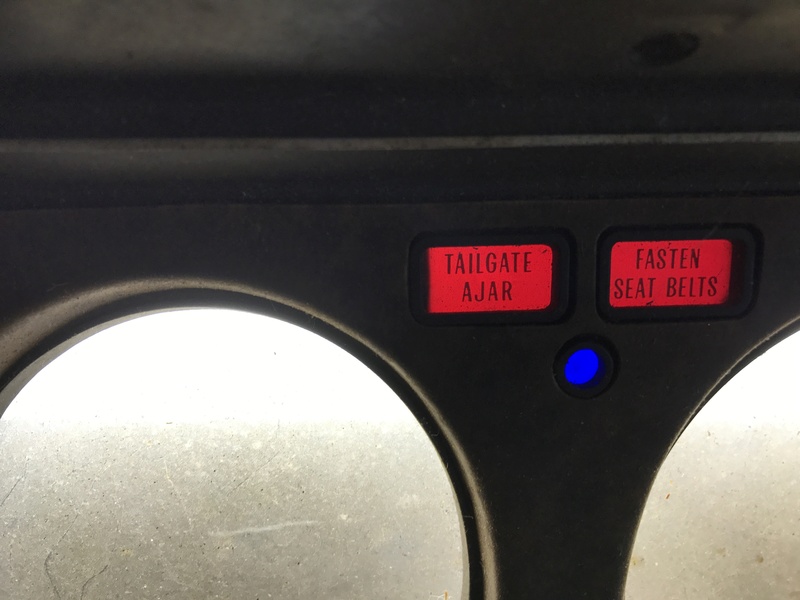 TAILGATE
AJAR
FASTEN
SEAT BELTS